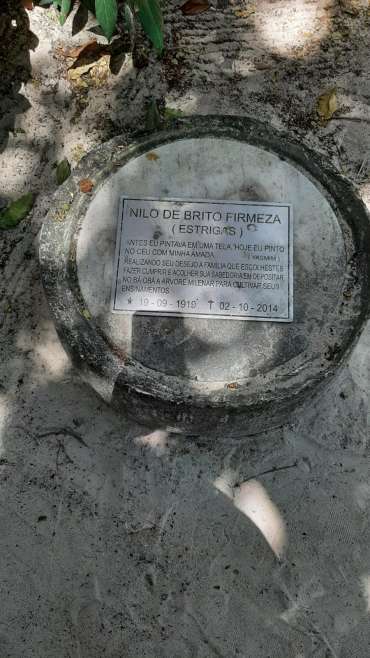 NILO DE BRITO FIRMEZA
( ESTRIGAS )
ANTES EU PINTAVA EM UMA TELA, HOJE EU PINTO
NO CÉU COM MINHA AMADA.
REALIZANDO SEU DESEJO A FAMILIA QUE ESCOLHESTES
FAZER CUMPRIR E ACOLHER SUA SABEDORIA EM DEPOSITAR
NO BAOBÁ A ÁRVORE MILENAR PARA CULTIVAR SEUS
ENSINAMENTOS.
* 19 - 09 - 1919 † 02 - 10 - 2014